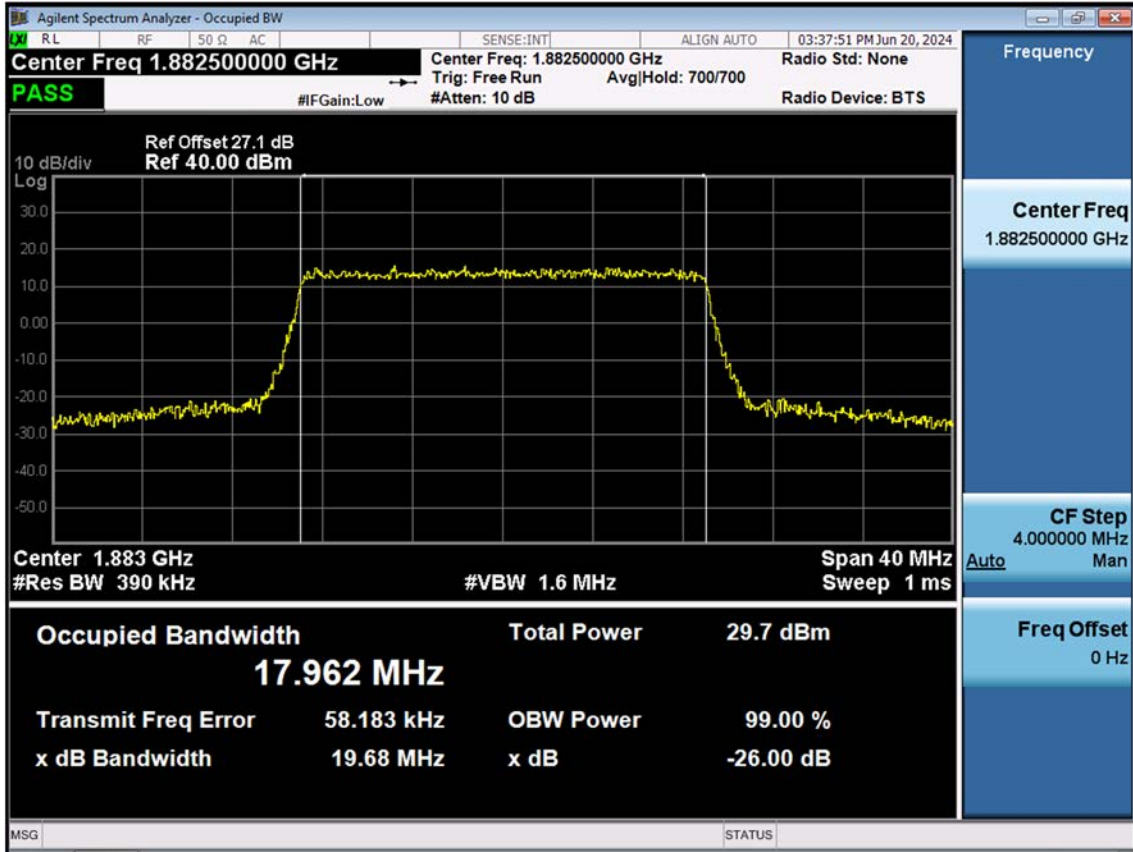 Agilent Spectrum Analyzer - Occupied BW
LXI RL RF 50 Ω AC SENSE:INT ALIGN AUTO 03:37:51 PM Jun 20, 2024
Center Freq 1.882500000 GHz
Center Freq: 1.882500000 GHz
Radio Std: None
Trig: Free Run Avg|Hold: 700/700
PASS
#IFGain:Low
#Atten: 10 dB
Radio Device: BTS
Ref Offset 27.1 dB
10 dB/div Ref 40.00 dBm
Log
30.0
20.0
10.0
0.00
-10.0
-20.0
-30.0
-40.0
-50.0
Center 1.883 GHz Span 40 MHz
#Res BW 390 kHz #VBW 1.6 MHz Sweep 1 ms
Occupied Bandwidth Total Power 29.7 dBm
17.962 MHz
Transmit Freq Error 58.183 kHz OBW Power 99.00 %
x dB Bandwidth 19.68 MHz x dB -26.00 dB
MSG STATUS
Frequency
Center Freq
1.882500000 GHz
CF Step
4.000000 MHz
Auto Man
Freq Offset
0 Hz